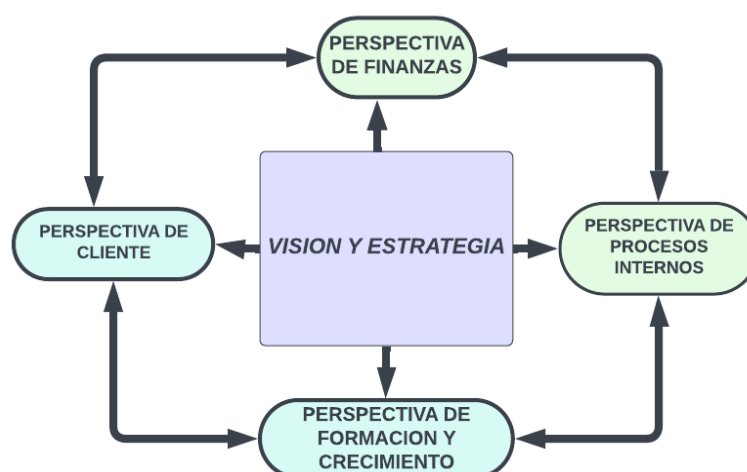 PERSPECTIVA
DE FINANZAS
PERSPECTIVA DE
CLIENTE
VISION Y ESTRATEGIA
PERSPECTIVA DE
PROCESOS
INTERNOS
PERSPECTIVA DE
FORMACION Y
CRECIMIENTO